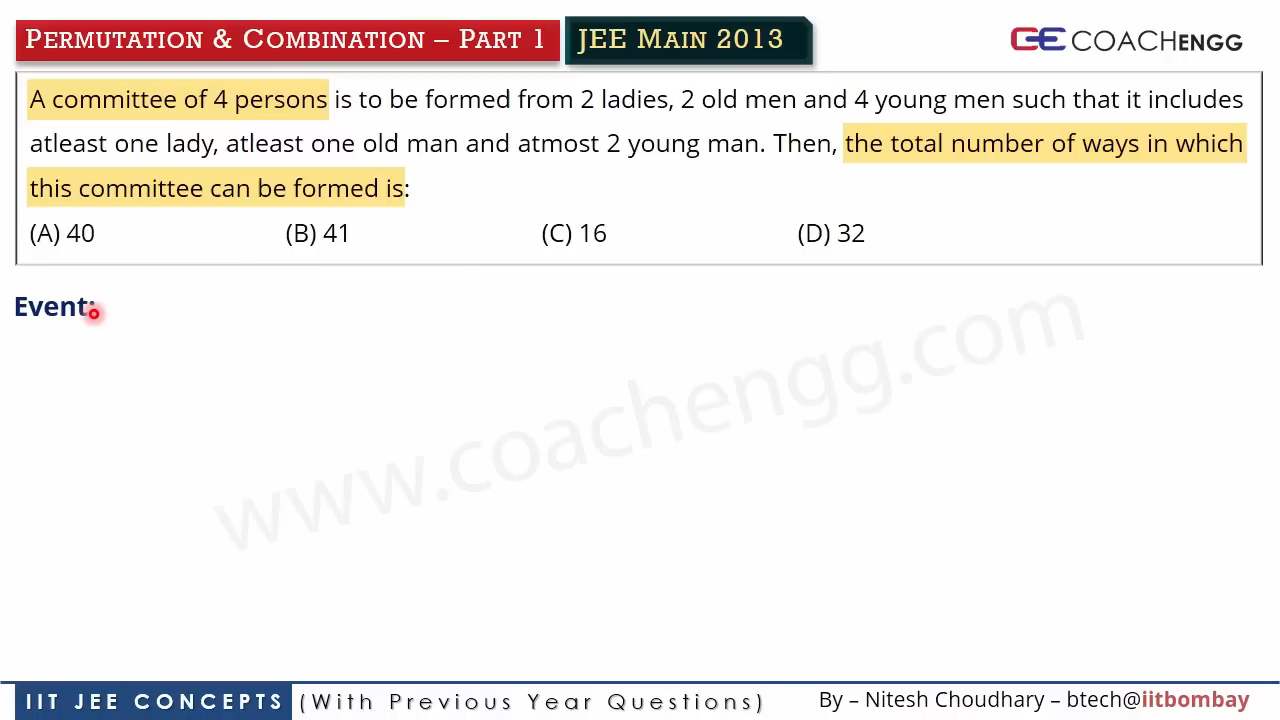 PERMUTATION & COMBINATION – PART 1 JEE MAIN 2013 COACHENGG
A committee of 4 persons is to be formed from 2 ladies, 2 old men and 4 young men such that it includes
atleast one lady, atleast one old man and atmost 2 young man. Then, the total number of ways in which
this committee can be formed is:
(A) 40 (B) 41 (C) 16 (D) 32
Event:
www.coachengg.com
IIT JEE CONCEPTS (With Previous Year Questions) By – Nitesh Choudhary – btech@iitbombay